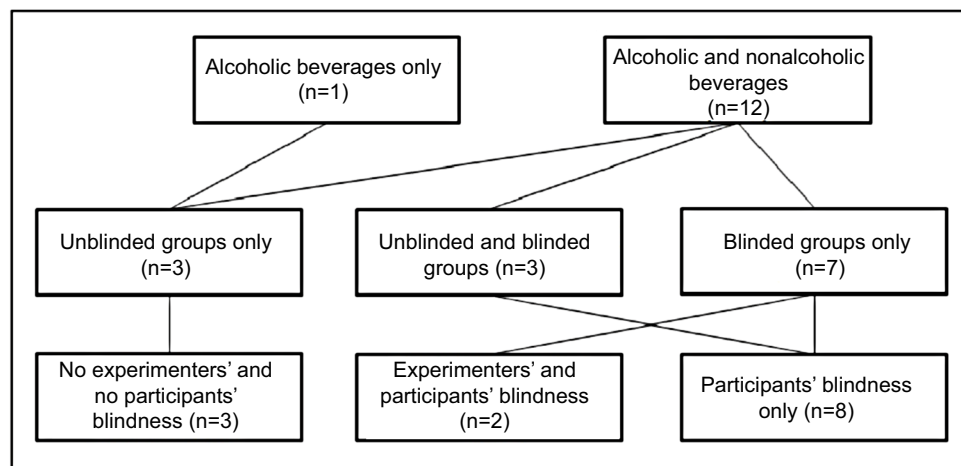 Alcoholic beverages only
(n=1)
Alcoholic and nonalcoholic
beverages
(n=12)
Unblinded groups only
(n=3)
Unblinded and blinded
groups (n=3)
Blinded groups only
(n=7)
No experimenters’ and
no participants’
blindness (n=3)
Experimenters’ and
participants’ blindness
(n=2)
Participants’ blindness
only (n=8)